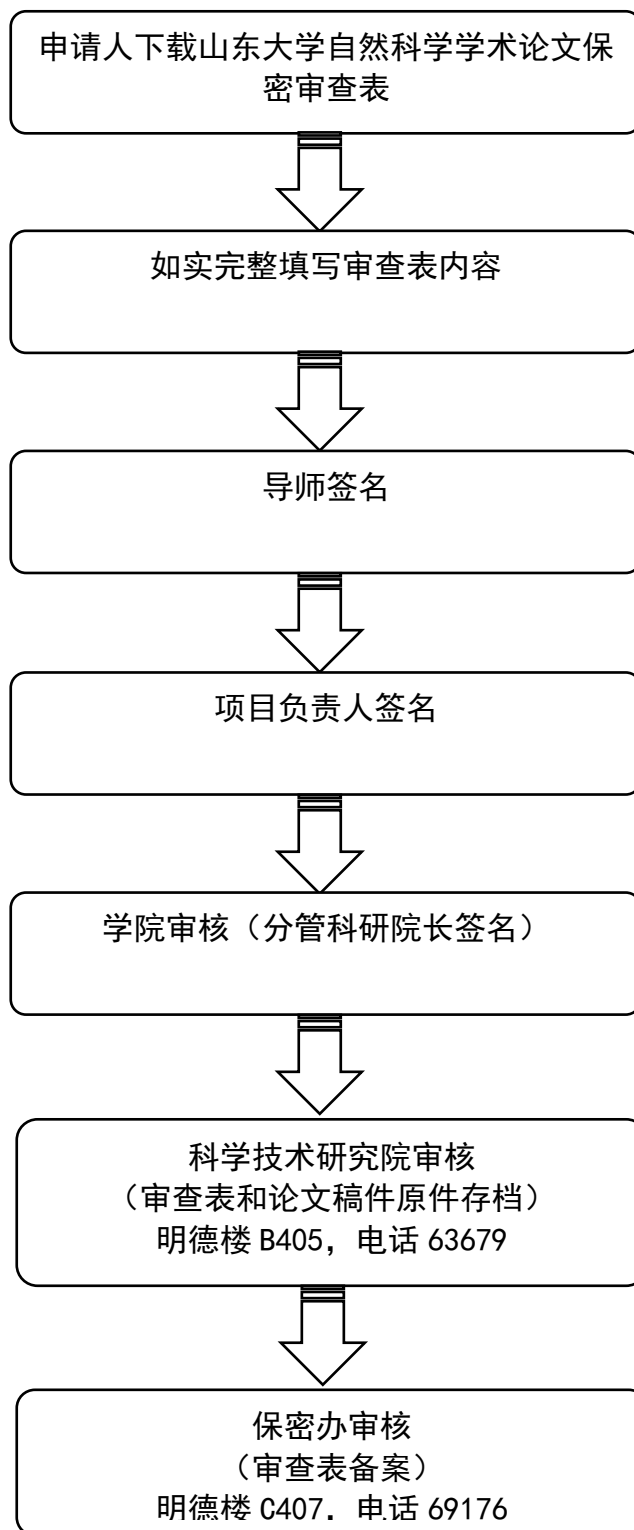 申请人下载山东大学自然科学学术论文保
密审查表
如实完整填写审查表内容
导师签名
项目负责人签名
学院审核（分管科研院长签名）
科学技术研究院审核
（审查表和论文稿件原件存档）
明德楼 B405，电话 63679
保密办审核
（审查表备案）
明德楼 C407，电话 69176